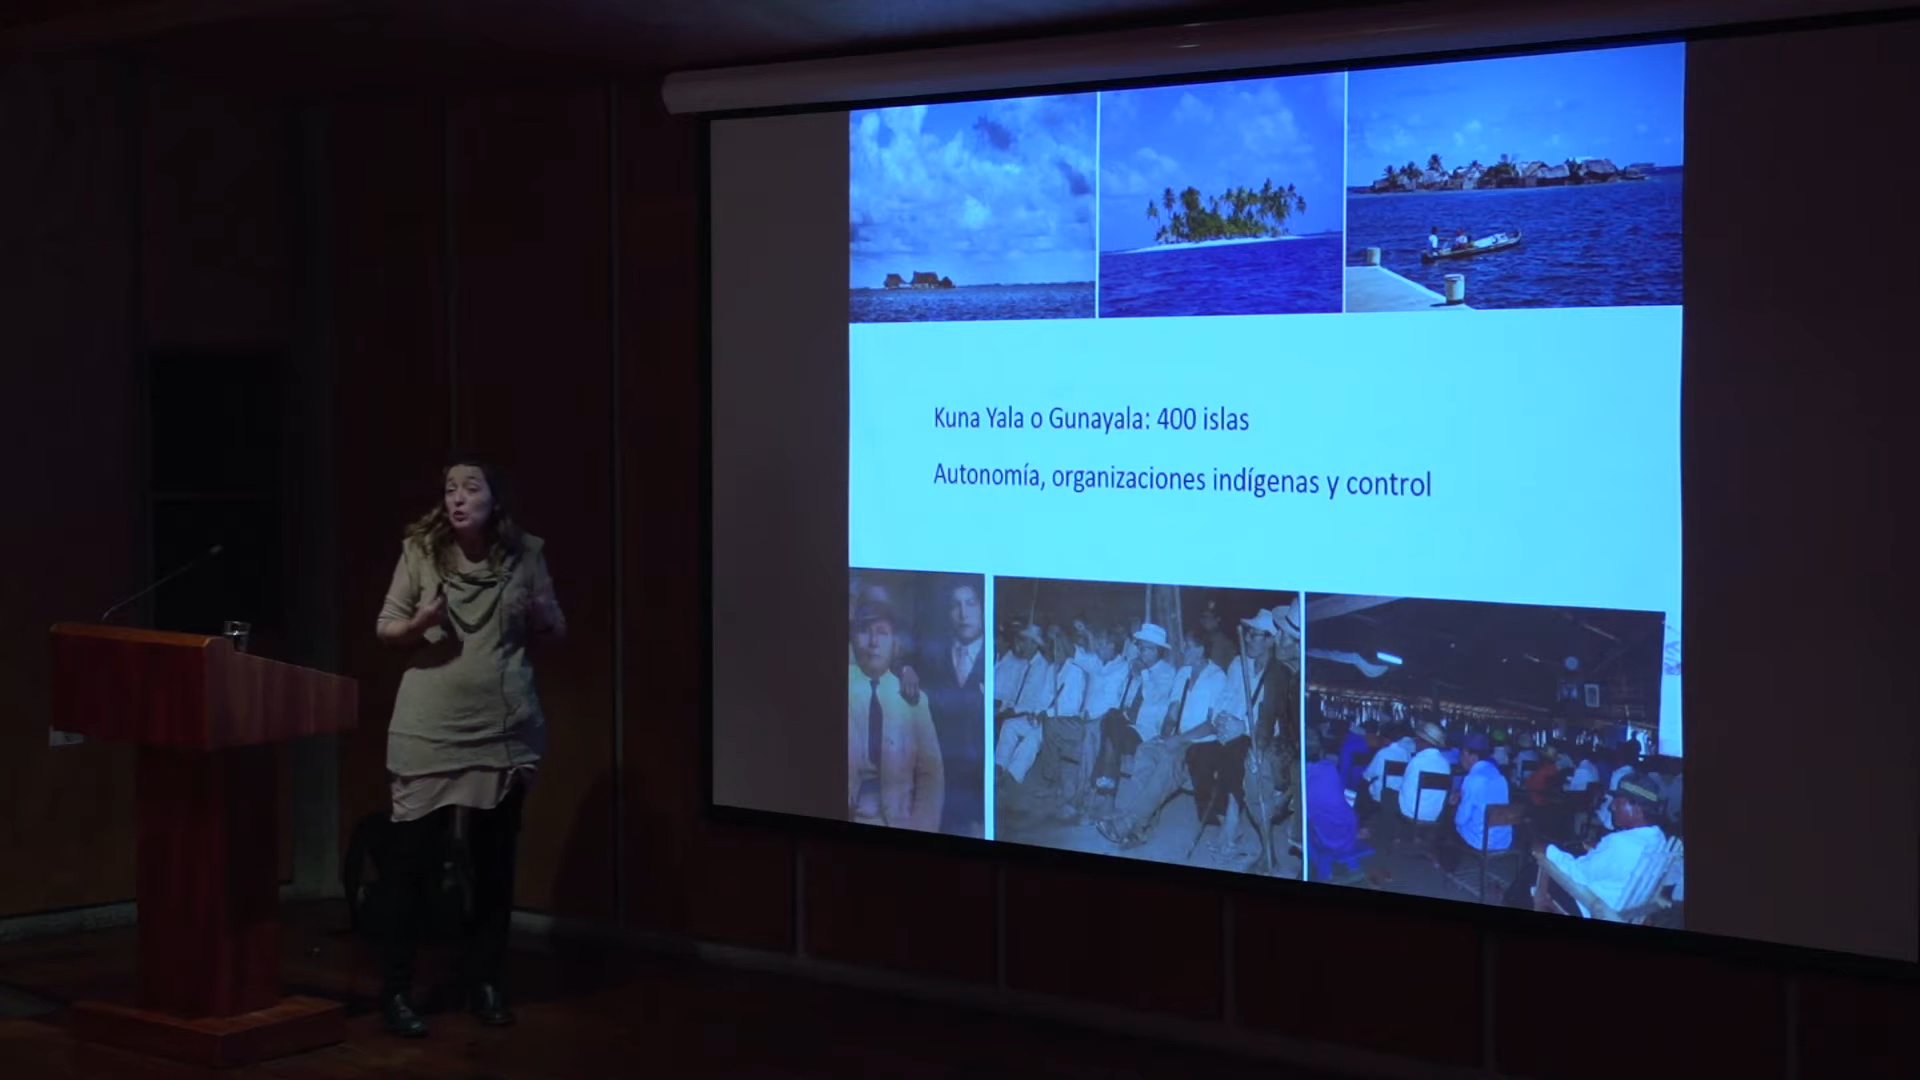 Kuna Yala o Gunayala: 400 islas
Autonomía, organizaciones indígenas y control